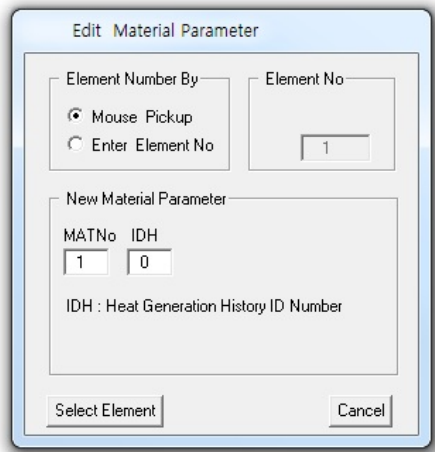 Edit Material Parameter
Element Number By
Mouse Pickup
Enter Element No
Element No
1
New Material Parameter
MATNo IDH
1 0
IDH : Heat Generation History ID Number
Select Element Cancel